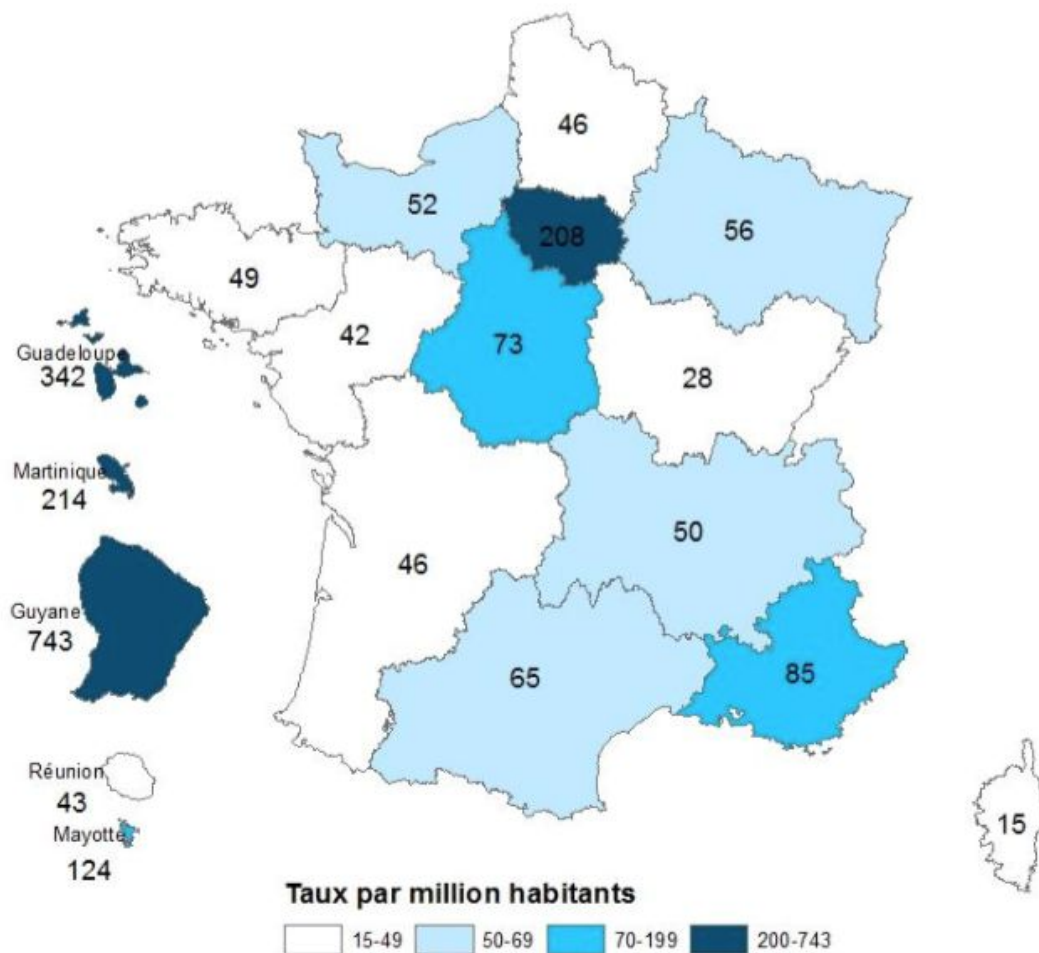 46
52
208
56
49
42
73
28
Guadeloupe
342
Martinique
214
50
46
Guyane
743
65
85
Réunion
43
Mayotte
124
15
Taux par million habitants
15-49 50-69 70-199 200-743